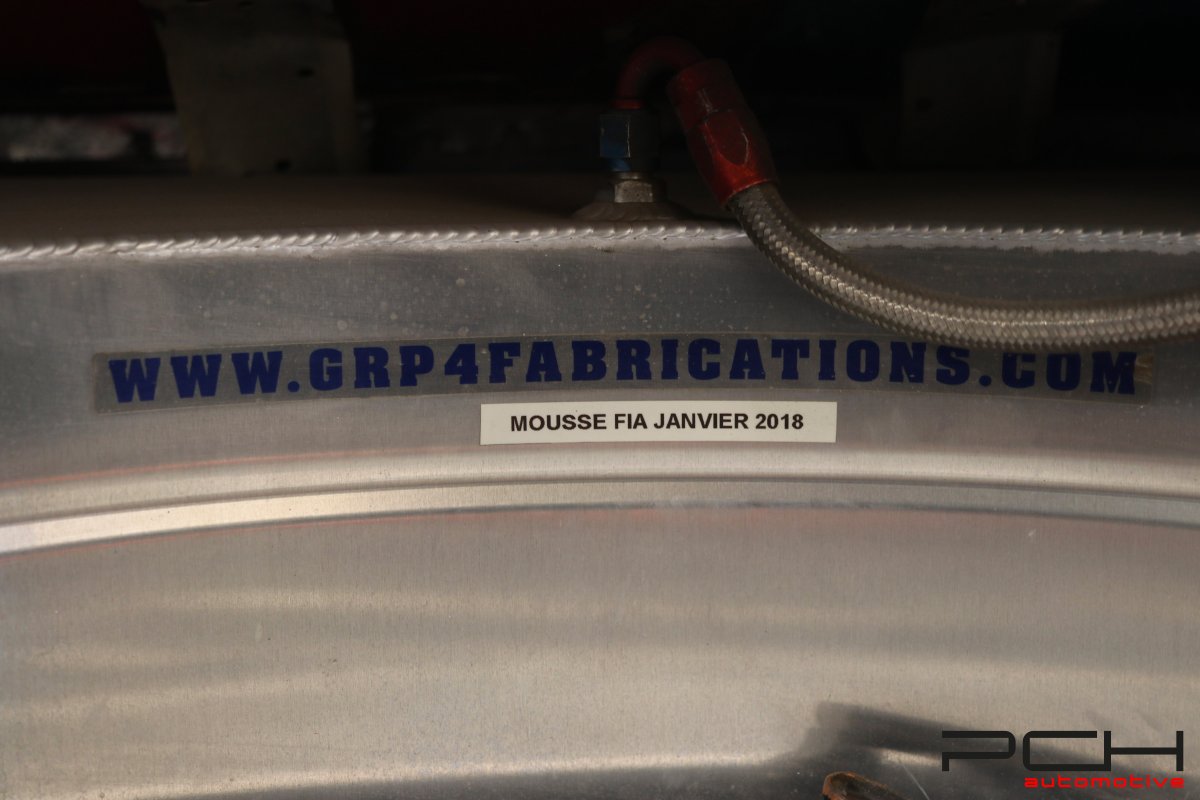 WWW.GRP4FABRICATIONS.COM
MOUSSE FIA JANVIER 2018
PCH
automotive